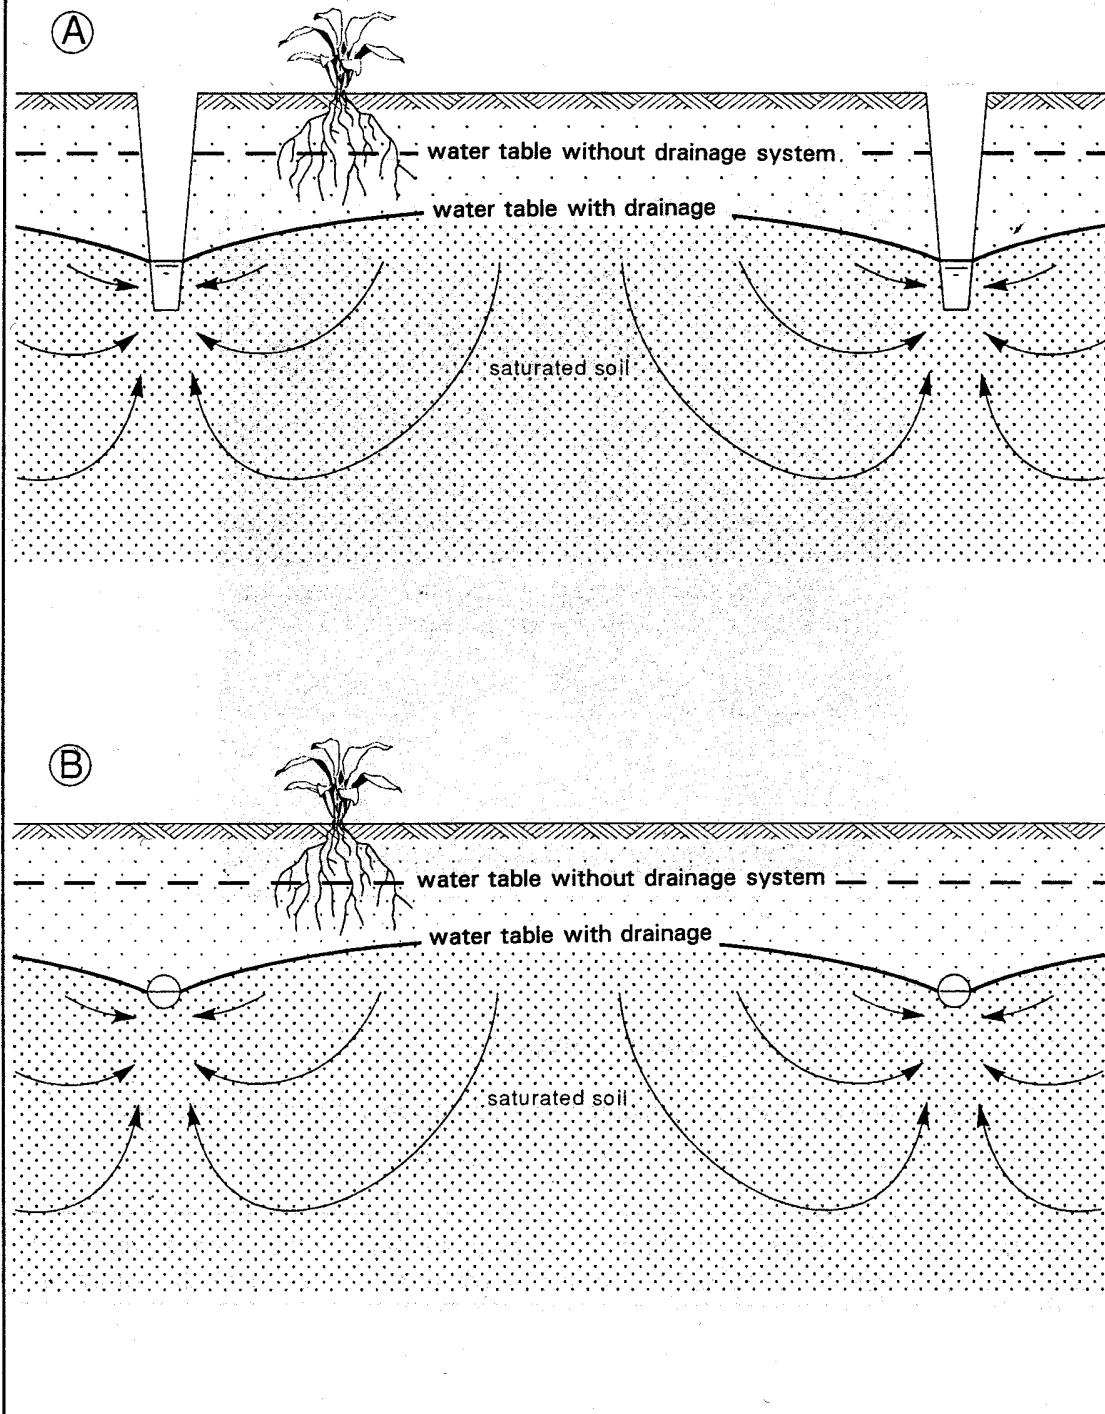 A
water table without drainage system
water table with drainage
saturated soil
B
water table without drainage system
water table with drainage
saturated soil